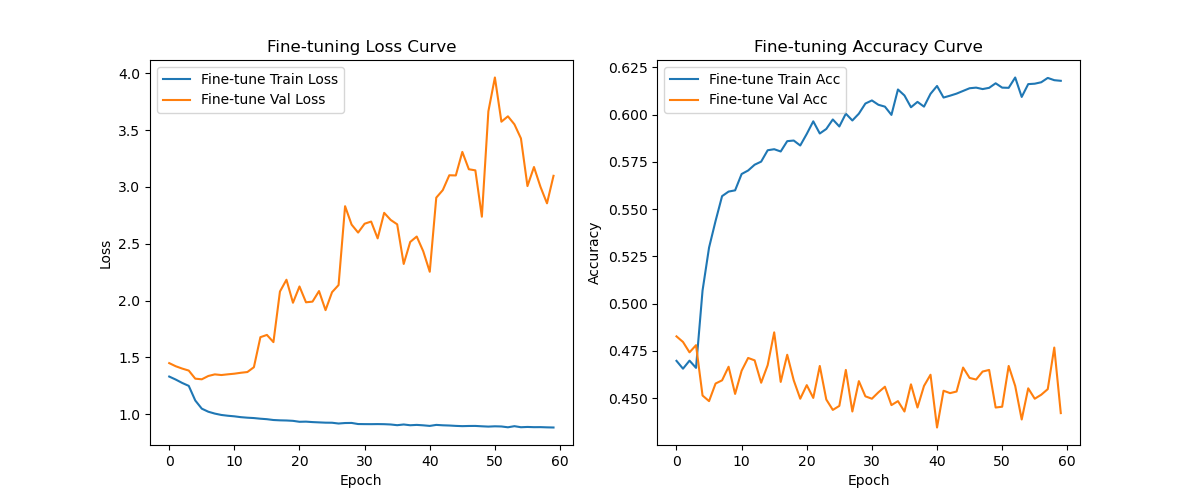 Fine-tuning Loss Curve
Fine-tune Train Loss
Fine-tune Val Loss
4.0
3.5
3.0
2.5
2.0
1.5
1.0
Loss
0 10 20 30 40 50 60
Epoch
Fine-tuning Accuracy Curve
Fine-tune Train Acc
Fine-tune Val Acc
0.625
0.600
0.575
0.550
0.525
0.500
0.475
0.450
Accuracy
0 10 20 30 40 50 60
Epoch